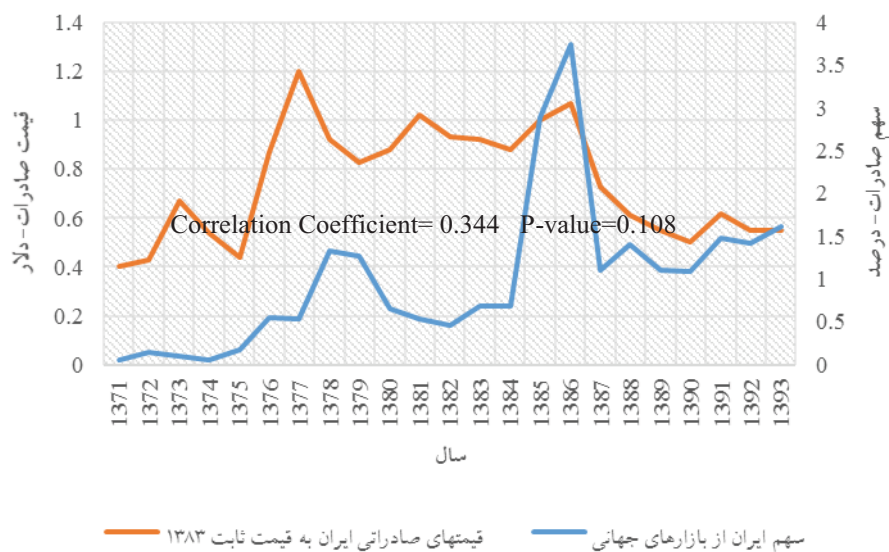 قیمت صادرات-دلار
1.4
1.2
1
0.8
0.6
0.4
0.2
0
سهم صادرات-درصد
4
3.5
3
2.5
2
1.5
1
0.5
0
Correlation Coefficient= 0.344 P-value=0.108
1371 1372 1373 1374 1375 1376 1377 1378 1379 1380 1381 1382 1383 1384 1385 1386 1387 1388 1389 1390 1391 1392 1393
سال
قیمتهای صادراتی ایران به قیمت ثابت ۱۳۸۳
سهم ایران از بازارهای جهانی